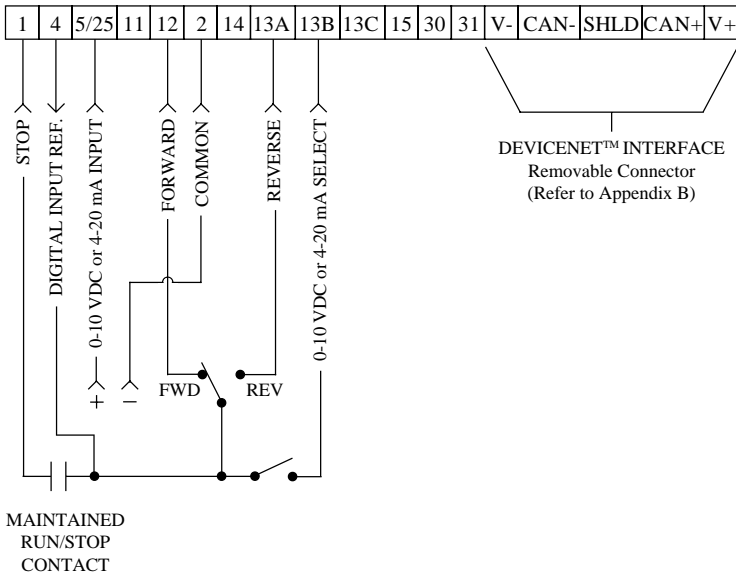 1 4 5/25 11 12 2 14 13A 13B 13C 15 30 31 V- CAN- SHLD CAN+ V+
STOP
DIGITAL INPUT REF.
0-10 VDC or 4-20 mA INPUT
FORWARD
COMMON
REVERSE
0-10 VDC or 4-20 mA SELECT
DEVICENET™ INTERFACE
Removable Connector
(Refer to Appendix B)
+
−
FWD
REV
MAINTAINED
RUN/STOP
CONTACT